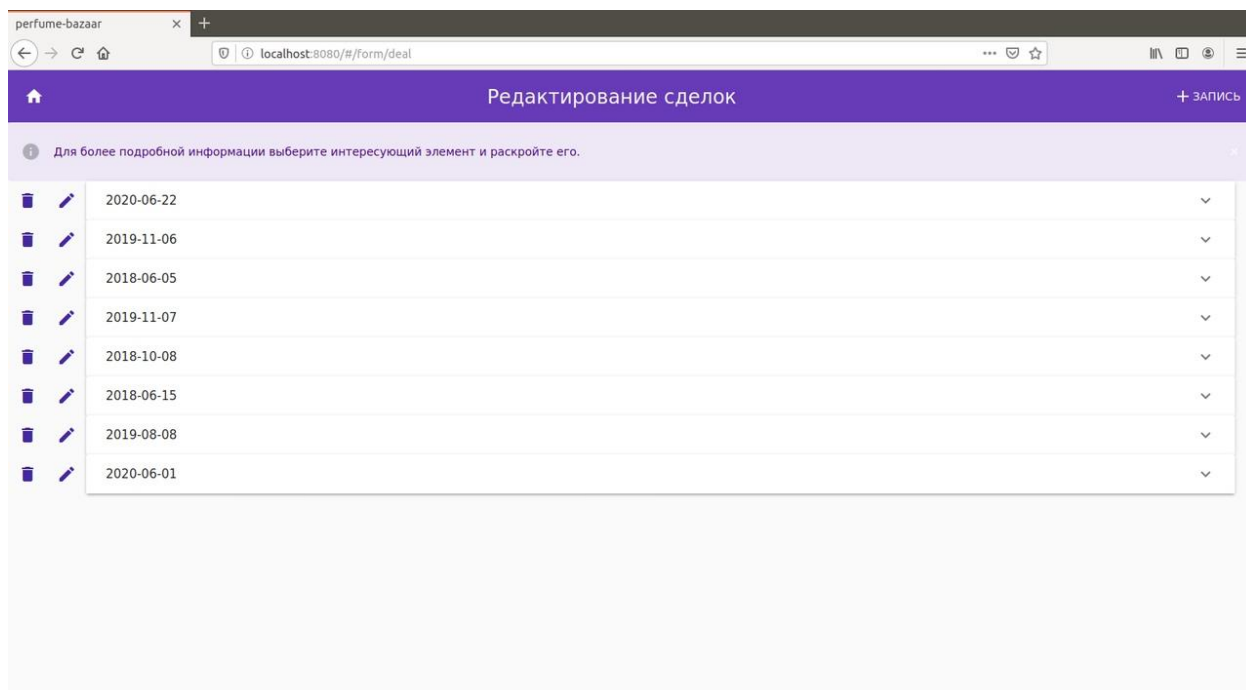 perfume-bazaar
localhost:8080/#/form/deal
Редактирование сделок
+ ЗАПИСЬ
Для более подробной информации выберите интересующий элемент и раскройте его.
2020-06-22
2019-11-06
2018-06-05
2019-11-07
2018-10-08
2018-06-15
2019-08-08
2020-06-01